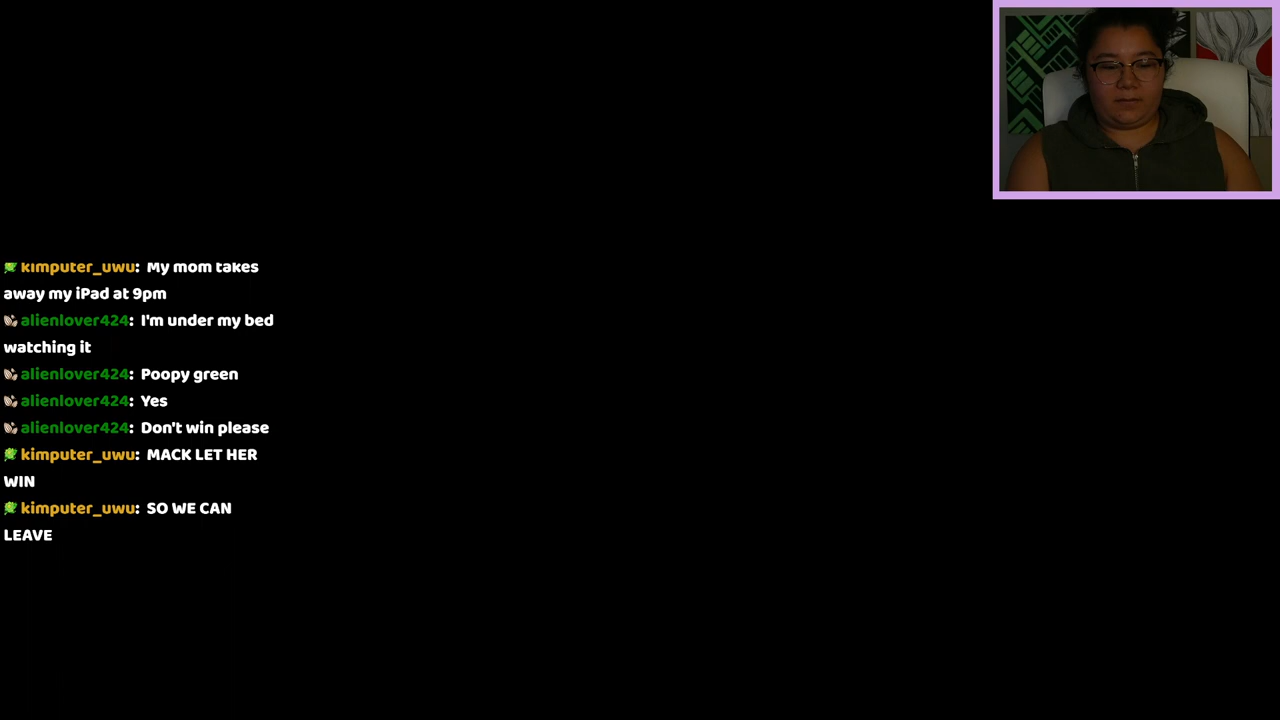 kimputer_uwu: My mom takes
away my iPad at 9pm
alienlover424: I'm under my bed
watching it
alienlover424: Poopy green
alienlover424: Yes
alienlover424: Don't win please
kimputer_uwu: MACK LET HER
WIN
kimputer_uwu: SO WE CAN
LEAVE